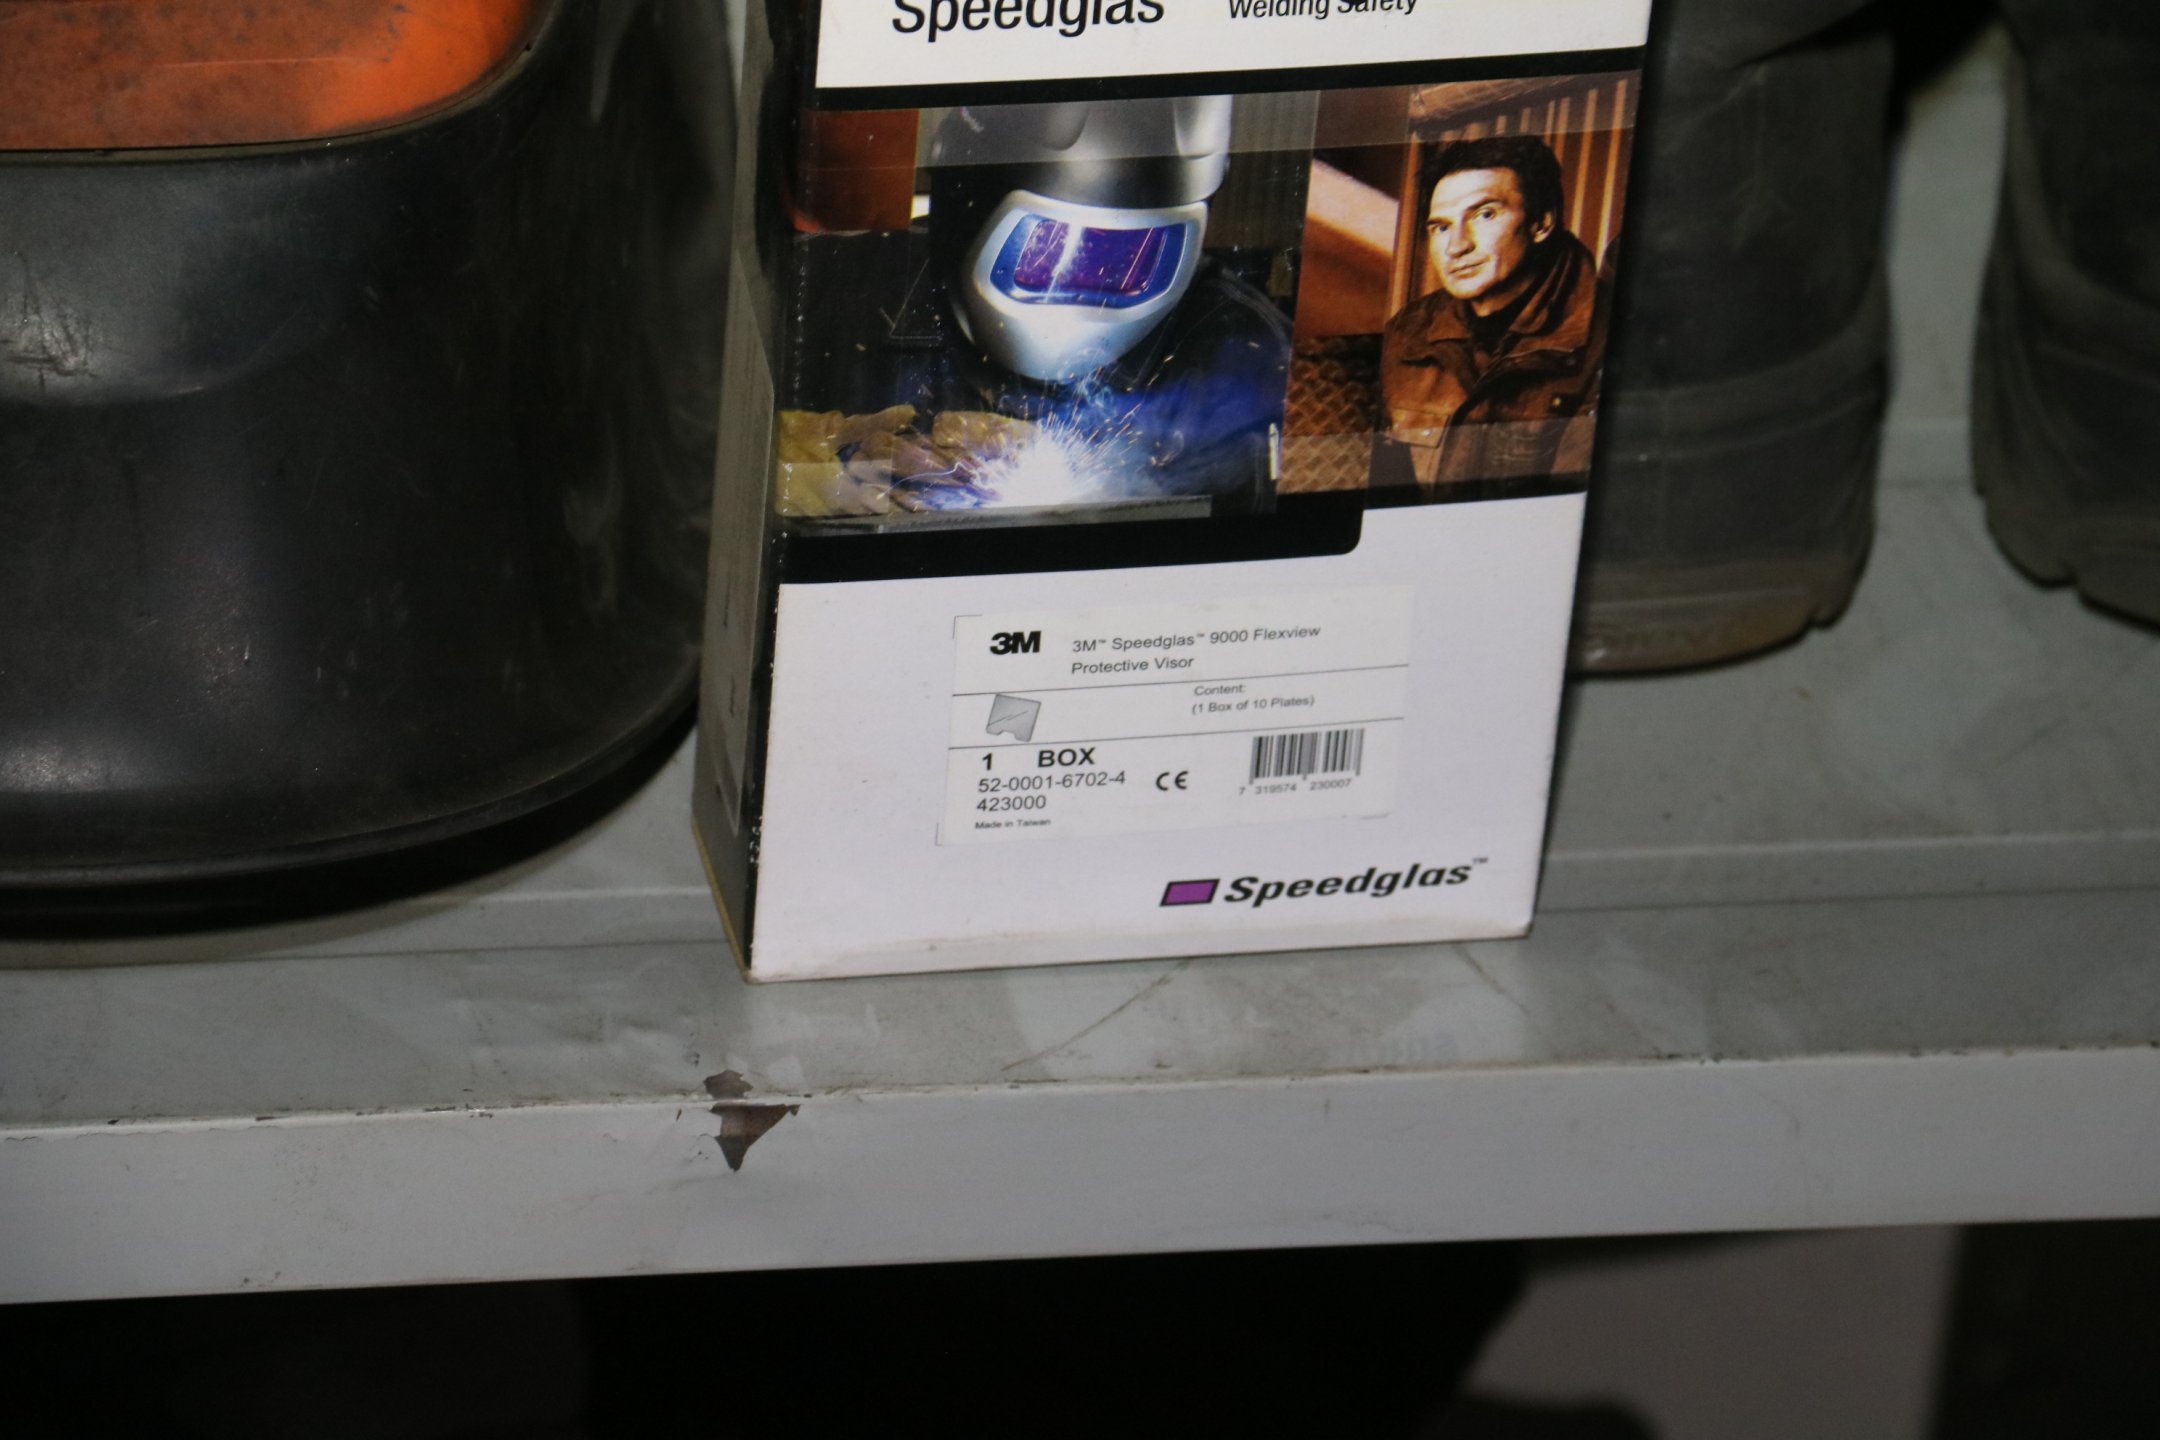 Speedglas
Welding Safety
3M
3M™ Speedglas™ 9000 Flexview
Protective Visor
Content:
(1 Box of 10 Plates)
1 BOX
52-0001-6702-4
423000
Made in Taiwan
CE
7 319574 230007
Speedglas™